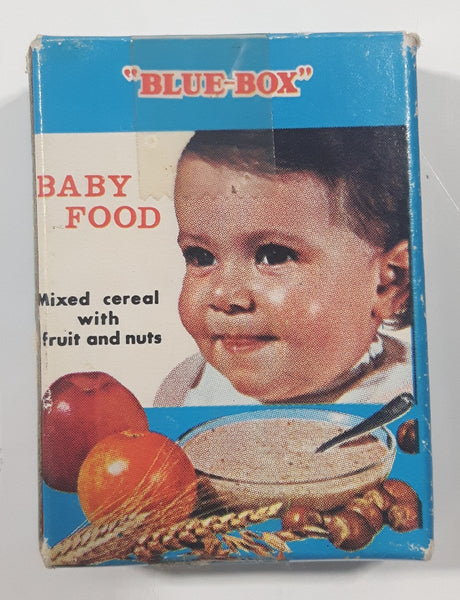 "BLUE-BOX"
BABY
FOOD
Mixed cereal
with
fruit and nuts